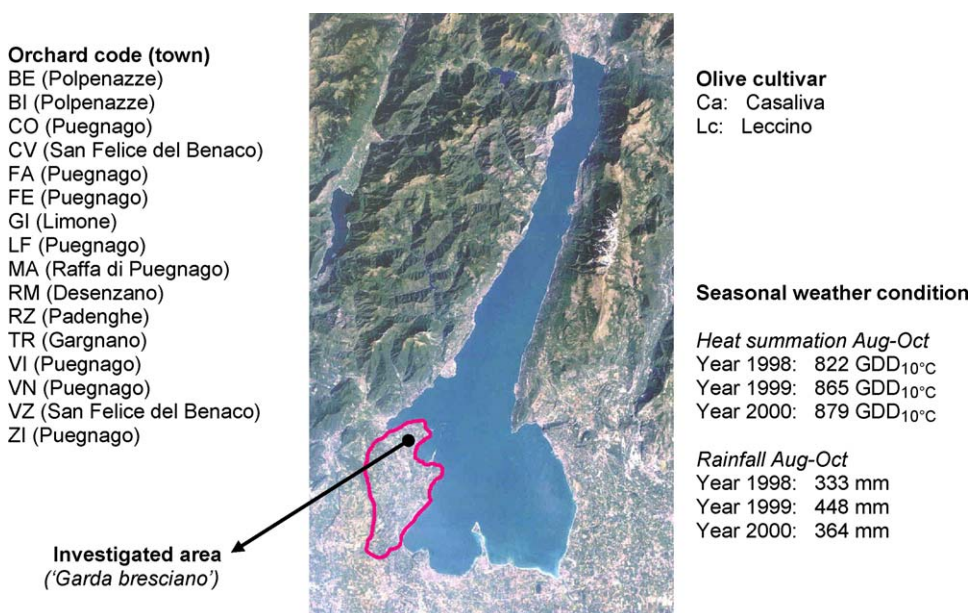 Orchard code (town)
BE (Polpenazze)
BI (Polpenazze)
CO (Puegnago)
CV (San Felice del Benaco)
FA (Puegnago)
FE (Puegnago)
GI (Limone)
LF (Puegnago)
MA (Raffa di Puegnago)
RM (Desenzano)
RZ (Padenghe)
TR (Gargnano)
VI (Puegnago)
VN (Puegnago)
VZ (San Felice del Benaco)
ZI (Puegnago)
Investigated area
('Garda bresciano')
Olive cultivar
Ca: Casaliva
Lc: Leccino
Seasonal weather condition
Heat summation Aug-Oct
Year 1998: 822 GDD10°C
Year 1999: 865 GDD10°C
Year 2000: 879 GDD10°C
Rainfall Aug-Oct
Year 1998: 333 mm
Year 1999: 448 mm
Year 2000: 364 mm